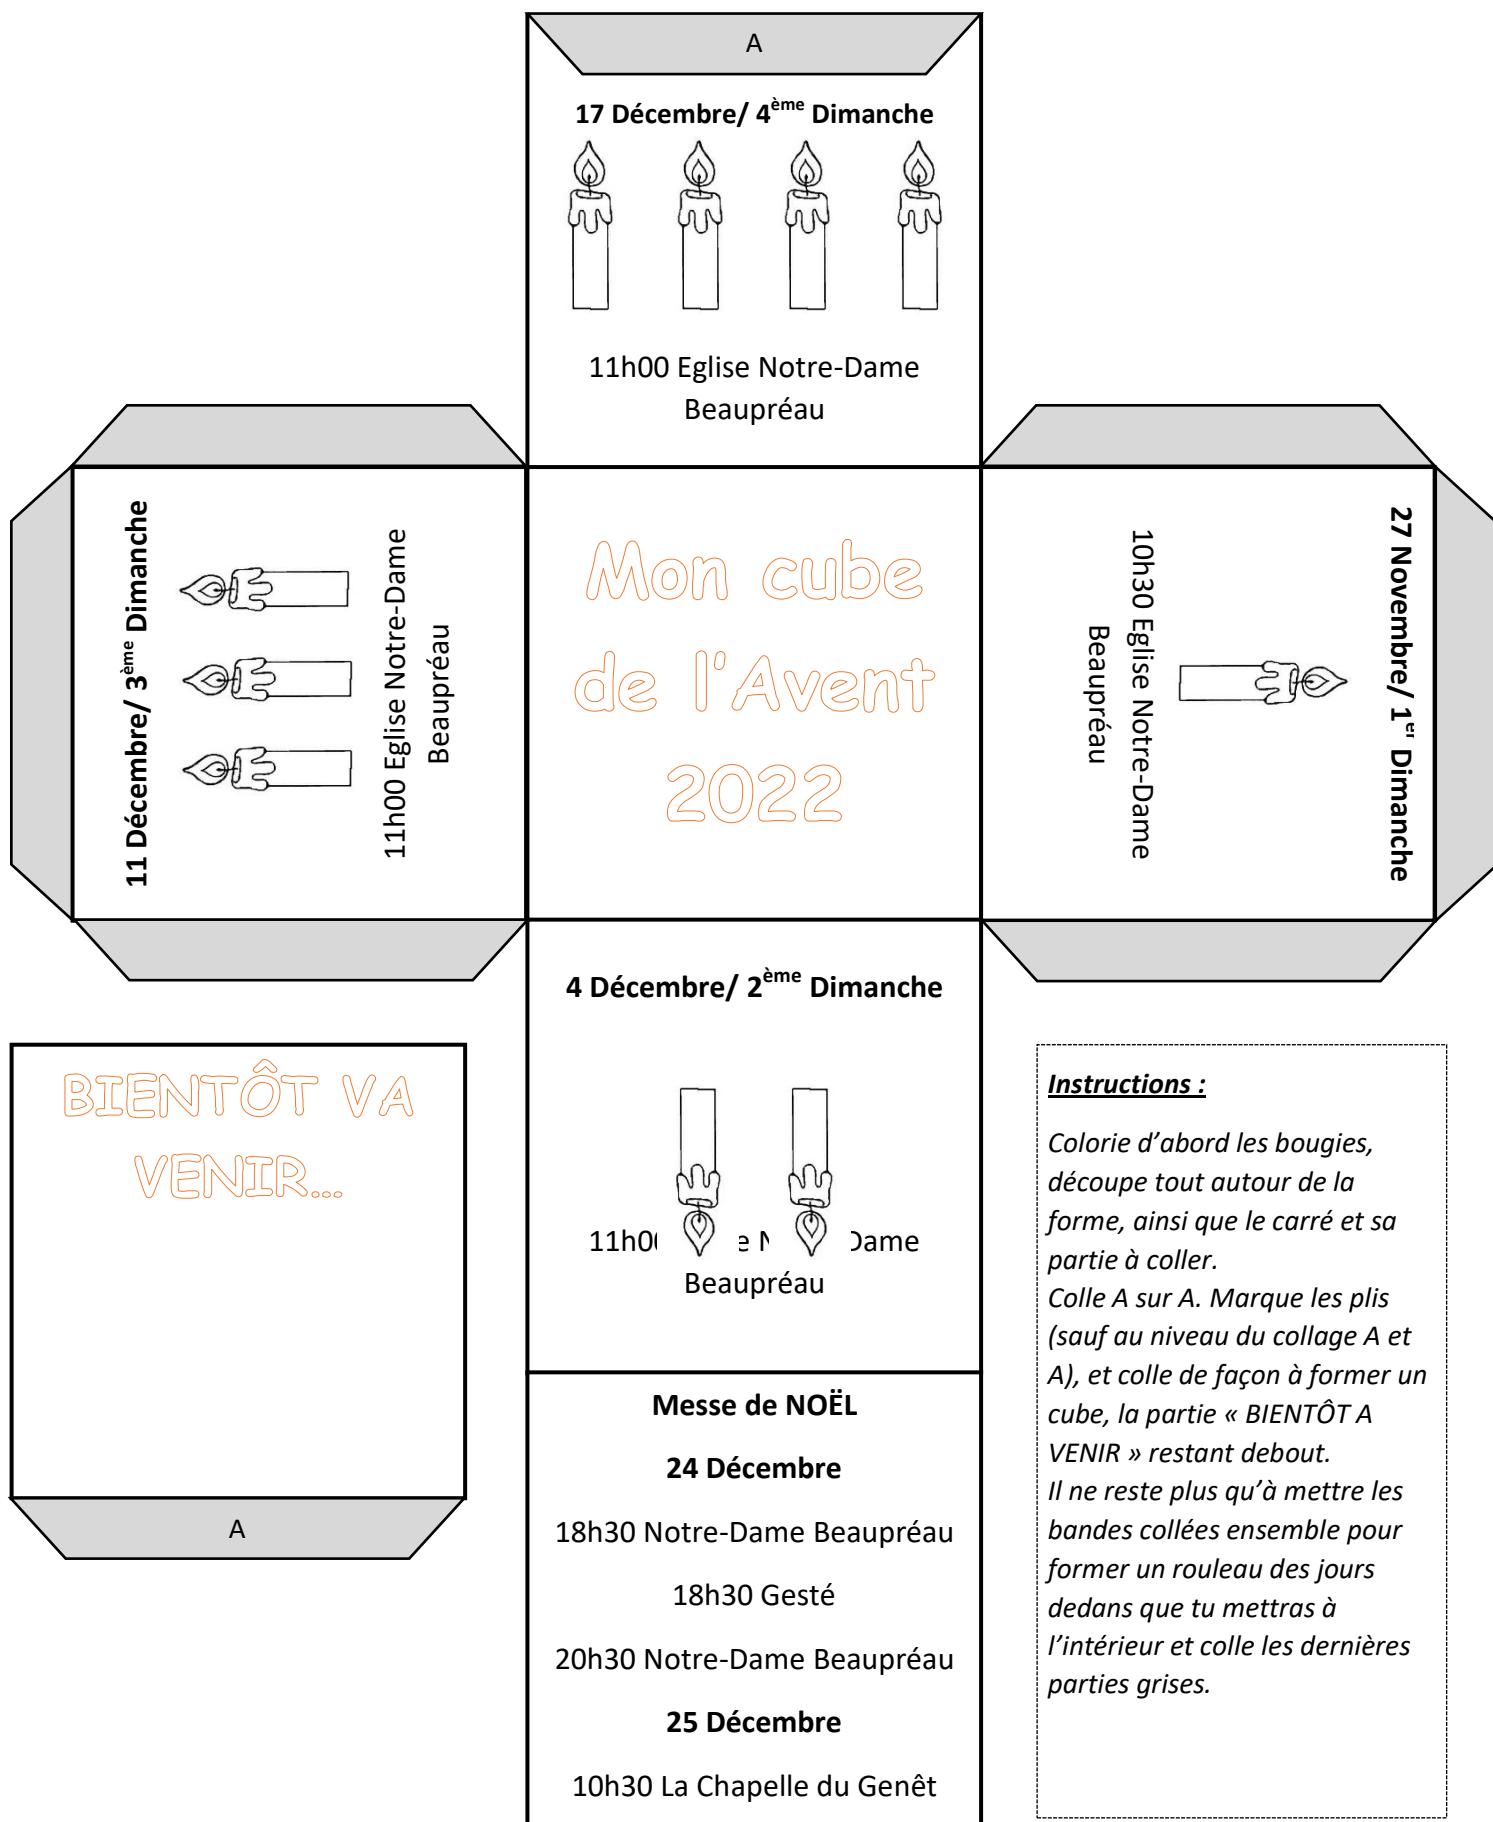 A
17 Décembre/ 4ème Dimanche
11h00 Eglise Notre-Dame
Beaupréau
11 Décembre/ 3ème Dimanche
11h00 Eglise Notre-Dame
Beaupréau
Mon cube
de l'Avent
2022
27 Novembre/ 1er Dimanche
10h30 Eglise Notre-Dame
Beaupréau
4 Décembre/ 2ème Dimanche
11h00 Dame
Beaupréau
BIENTÔT VA
VENIR...
A
Messe de NOËL
24 Décembre
18h30 Notre-Dame Beaupréau
18h30 Gesté
20h30 Notre-Dame Beaupréau
25 Décembre
10h30 La Chapelle du Genêt
Instructions :
Colorie d'abord les bougies,
découpe tout autour de la
forme, ainsi que le carré et sa
partie à coller.
Colle A sur A. Marque les plis
(sauf au niveau du collage A et
A), et colle de façon à former un
cube, la partie « BIENTÔT A
VENIR » restant debout.
Il ne reste plus qu'à mettre les
bandes collées ensemble pour
former un rouleau des jours
dedans que tu mettras à
l'intérieur et colle les dernières
parties grises.